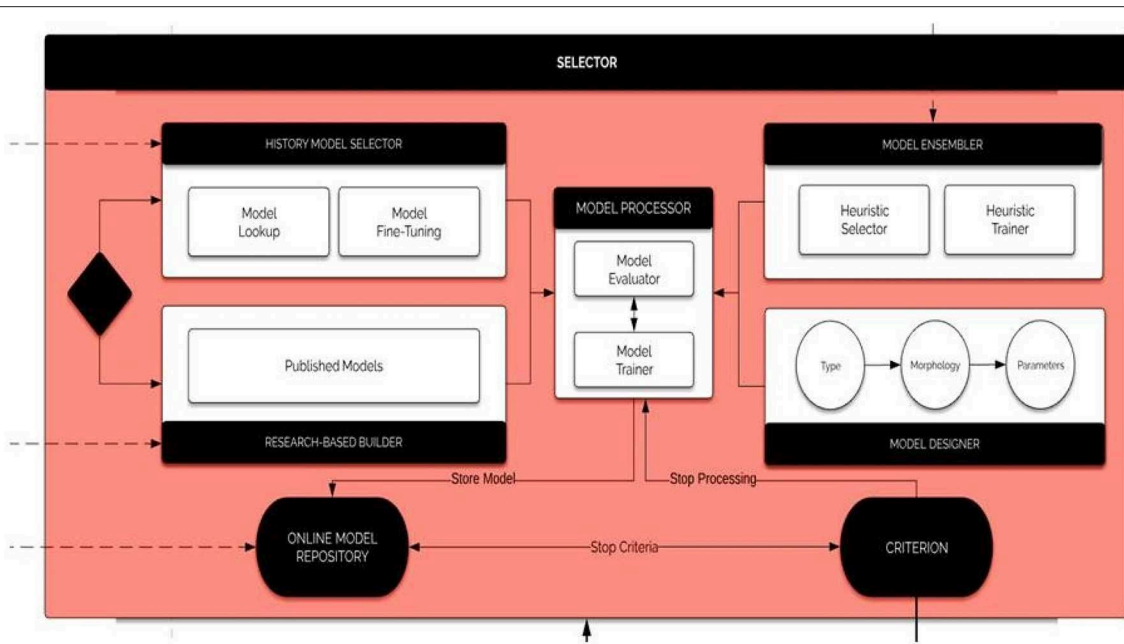 SELECTOR
HISTORY MODEL SELECTOR
Model
Lookup
Model
Fine-Tuning
Published Models
RESEARCH-BASED BUILDER
MODEL PROCESSOR
Model
Evaluator
Model
Trainer
MODEL ENSEMBLER
Heuristic
Selector
Heuristic
Trainer
Type
Morphology
Parameters
MODEL DESIGNER
Store Model
Stop Processing
ONLINE MODEL
REPOSITORY
Stop Criteria
CRITERION